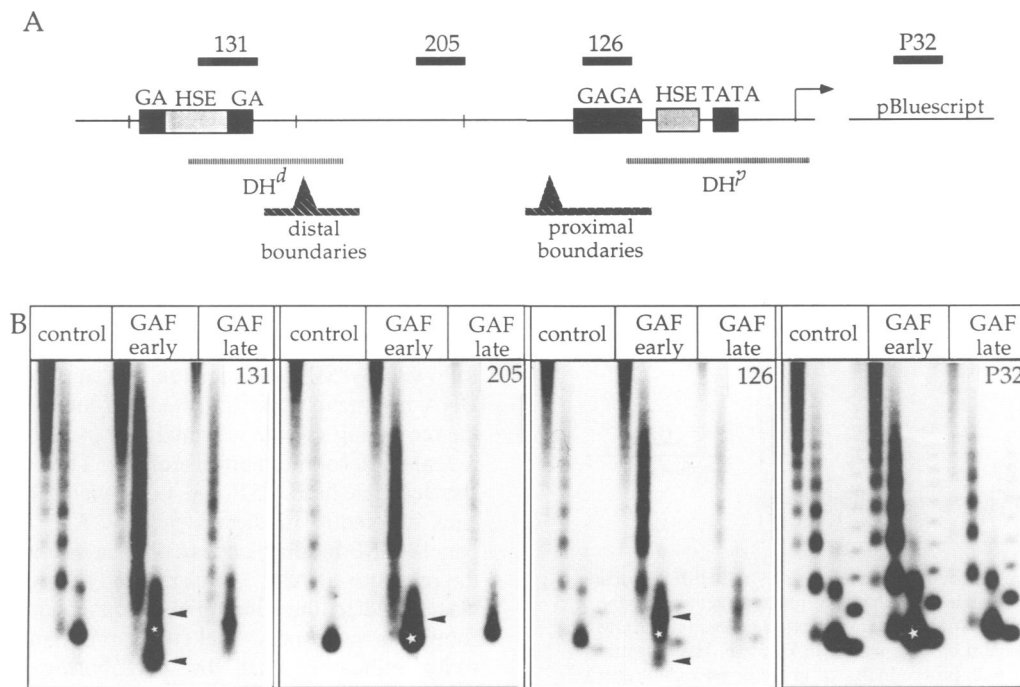 A
131 205 126 P32
GA HSE GA GAGA HSE TATA
pBluescript
DHd DHp
distal boundaries
proximal boundaries
B
control GAF early GAF late control GAF early GAF late control GAF early GAF late control GAF early GAF late
131 205 126 P32